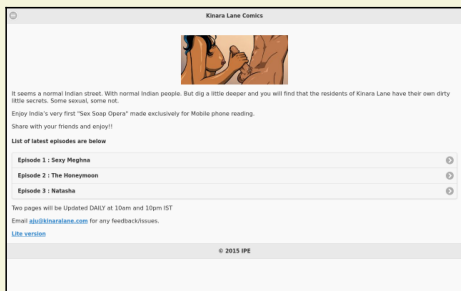 Kinara Lane Comics
It seems a normal Indian street. With normal Indian people. But dig a little deeper and you will find that the residents of Kinara Lane have their own dirty
little secrets. Some sexual, some not.
Enjoy India's very first "Sex Soap Opera" made exclusively for Mobile phone reading.
Share with your friends and enjoy!!
List of latest episodes are below
Episode 1 : Sexy Meghna
Episode 2 : The Honeymoon
Episode 3 : Natasha
Two pages will be Updated DAILY at 10am and 10pm IST
Email aju@kinaralane.com for any feedback/issues.
Lite version
© 2015 IPE